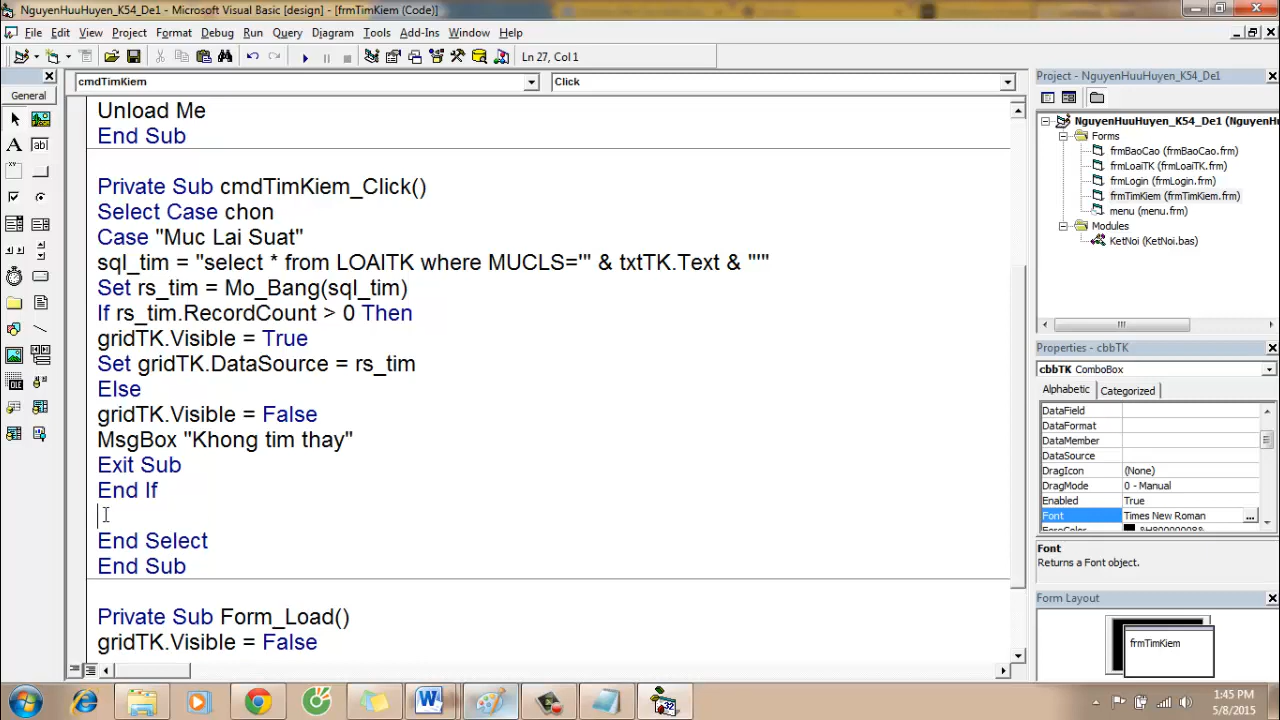 NguyenHuuHuyen_K54_De1 - Microsoft Visual Basic [design] - [frmTimKiem (Code)]
File Edit View Project Format Debug Run Query Diagram Tools Add-Ins Window Help
Ln 27, Col 1
General
cmdTimKiem Click
Unload Me
End Sub
Private Sub cmdTimKiem_Click()
Select Case chon
Case "Muc Lai Suat"
sql_tim = "select * from LOAITK where MUCLS='" & txtTK.Text & "'"
Set rs_tim = Mo_Bang(sql_tim)
If rs_tim.RecordCount > 0 Then
gridTK.Visible = True
Set gridTK.DataSource = rs_tim
Else
gridTK.Visible = False
MsgBox "Khong tim thay"
Exit Sub
End If
End Select
End Sub
Private Sub Form_Load()
gridTK.Visible = False
Project - NguyenHuuHuyen_K54_De1
NguyenHuuHuyen_K54_De1 (NguyenHu
Forms
frmBaoCao (frmBaoCao.frm)
frmLoaiTK (frmLoaiTK.frm)
frmLogin (frmLogin.frm)
frmTimKiem (frmTimKiem.frm)
menu (menu.frm)
Modules
KetNoi (KetNoi.bas)
Properties - cbbTK
cbbTK ComboBox
Alphabetic Categorized
DataField
DataFormat
DataMember
DataSource
DragIcon (None)
DragMode 0 - Manual
Enabled True
Font Times New Roman ...
ForeColor &H80000008&
Font
Returns a Font object.
Form Layout
frmTimKiem
1:45 PM
5/8/2015